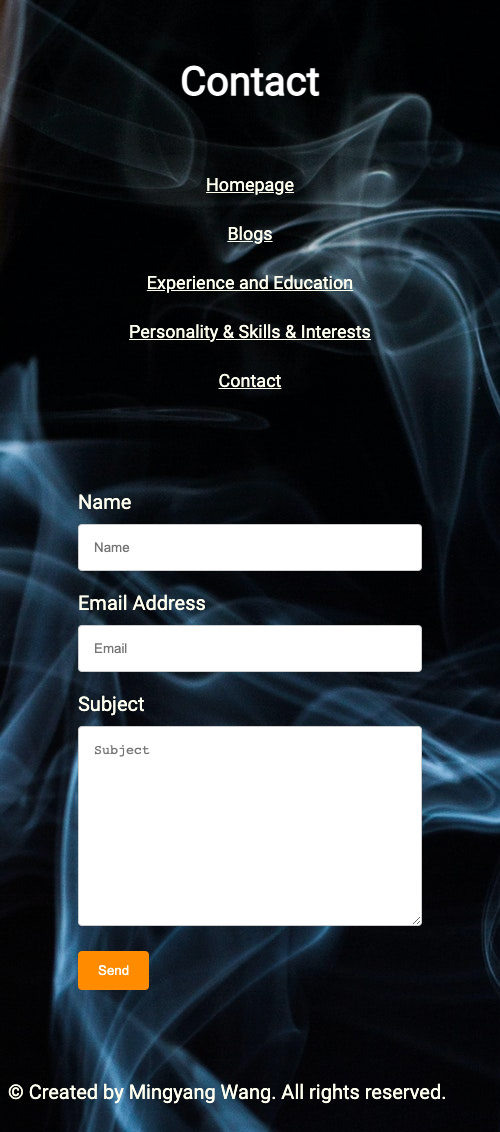 Contact
Homepage
Blogs
Experience and Education
Personality & Skills & Interests
Contact
Name
Name
Email Address
Email
Subject
Subject
Send
© Created by Mingyang Wang. All rights reserved.